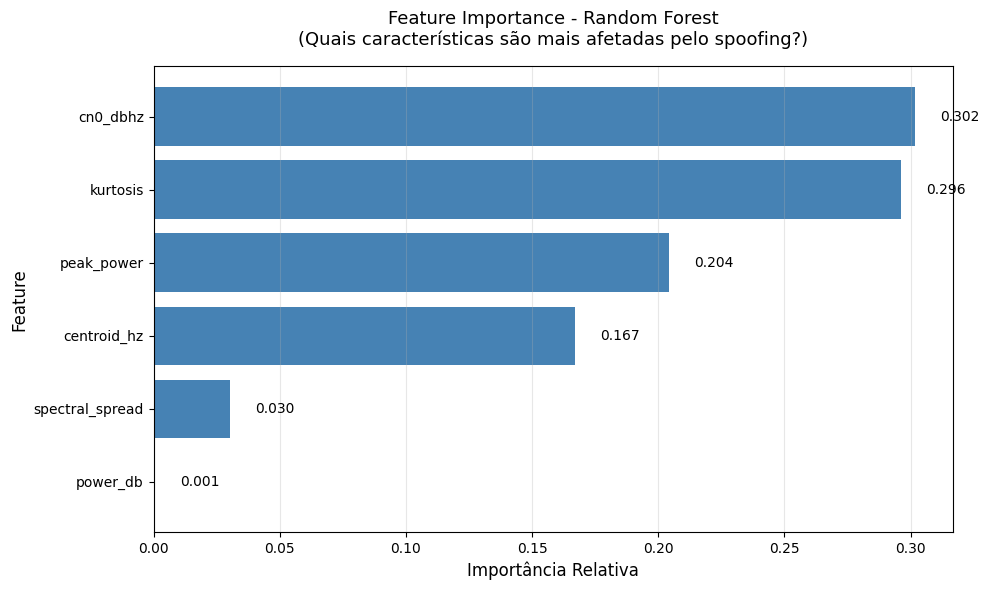 Feature Importance - Random Forest
(Quais características são mais afetadas pelo spoofing?)
cn0_dbhz
0.302
kurtosis
0.296
peak_power
0.204
centroid_hz
0.167
spectral_spread
0.030
power_db
0.001
Feature
0.00 0.05 0.10 0.15 0.20 0.25 0.30
Importância Relativa